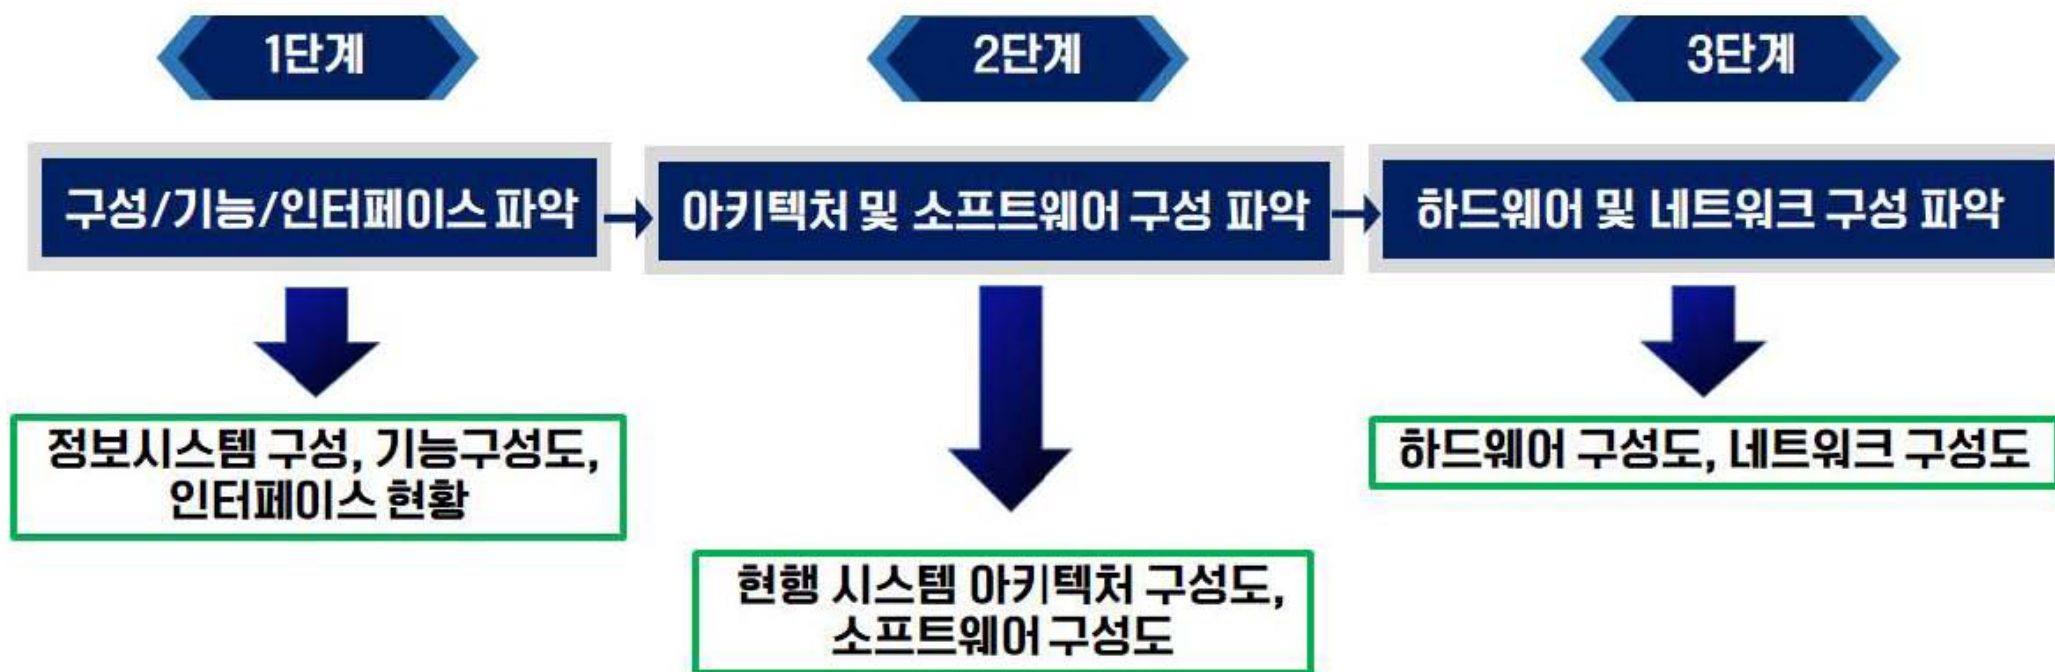 1단계
2단계
3단계
구성/기능/인터페이스 파악
아키텍처 및 소프트웨어 구성 파악
하드웨어 및 네트워크 구성 파악
정보시스템 구성, 기능구성도,
인터페이스 현황
하드웨어 구성도, 네트워크 구성도
현행 시스템 아키텍처 구성도,
소프트웨어 구성도